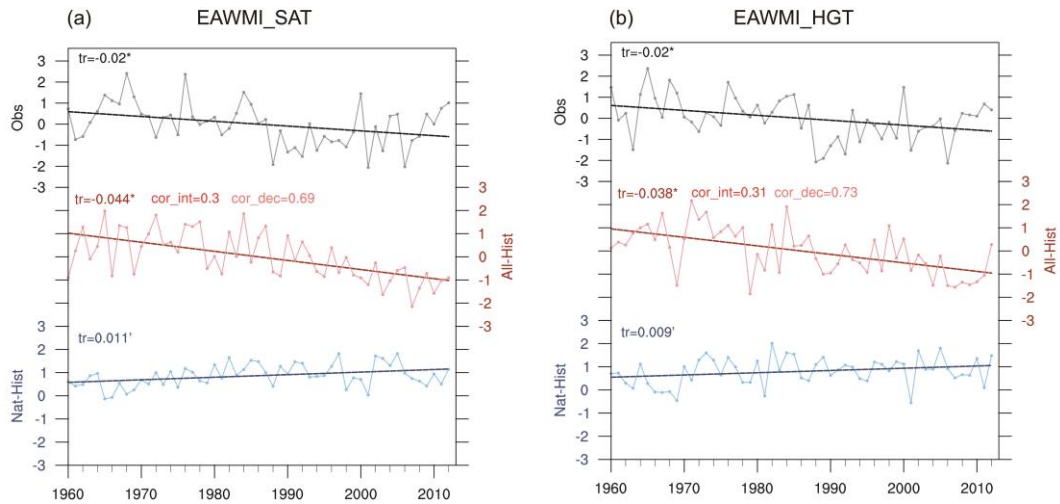 (a) EAWMI_SAT
tr=-0.02*
3
2
1
0
-1
-2
-3
Obs
tr=-0.044* cor_int=0.3 cor_dec=0.69
3
2
1
0
-1
-2
-3
All-Hist
tr=0.011'
3
2
1
0
-1
-2
-3
Nat-Hist
1960 1970 1980 1990 2000 2010
(b) EAWMI_HGT
tr=-0.02*
3
2
1
0
-1
-2
-3
Obs
tr=-0.038* cor_int=0.31 cor_dec=0.73
3
2
1
0
-1
-2
-3
All-Hist
tr=0.009'
3
2
1
0
-1
-2
-3
Nat-Hist
1960 1970 1980 1990 2000 2010